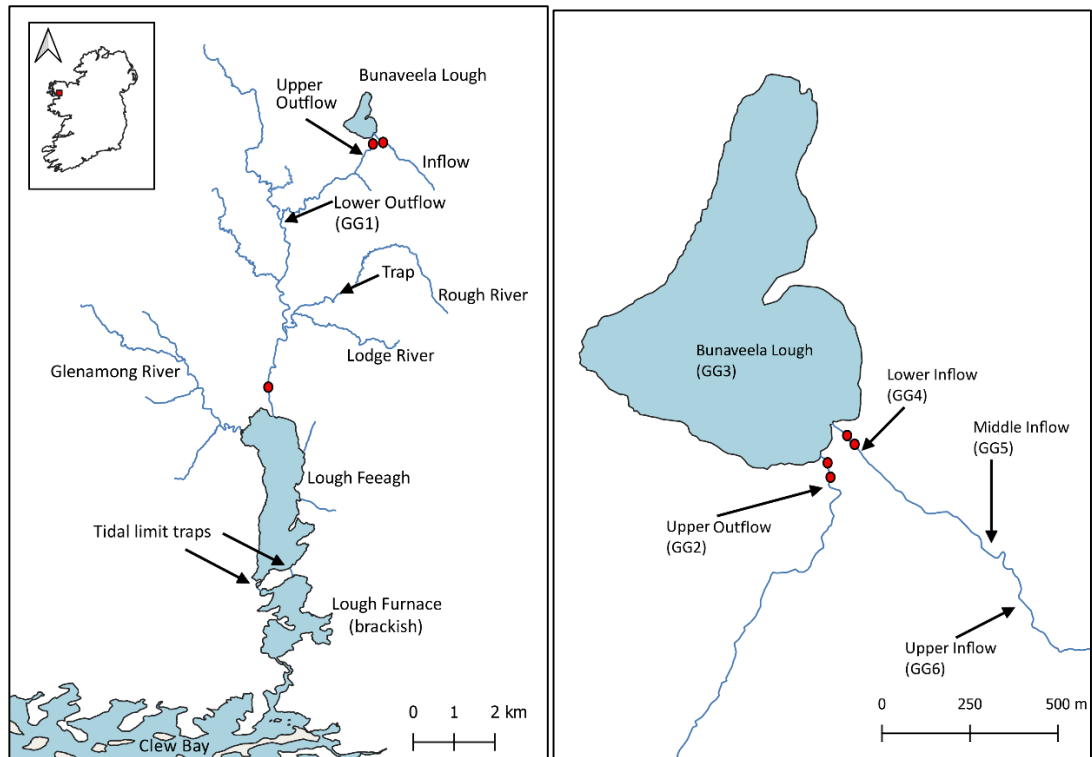 Bunaveela Lough
Upper
Outflow
Inflow
Lower Outflow
(GG1)
Trap
Rough River
Lodge River
Glenamong River
Lough Feeagh
Tidal limit traps
Lough Furnace
(brackish)
0 1 2 km
Clew Bay
Bunaveela Lough
(GG3)
Lower Inflow
(GG4)
Middle Inflow
(GG5)
Upper Outflow
(GG2)
Upper Inflow
(GG6)
0 250 500 m